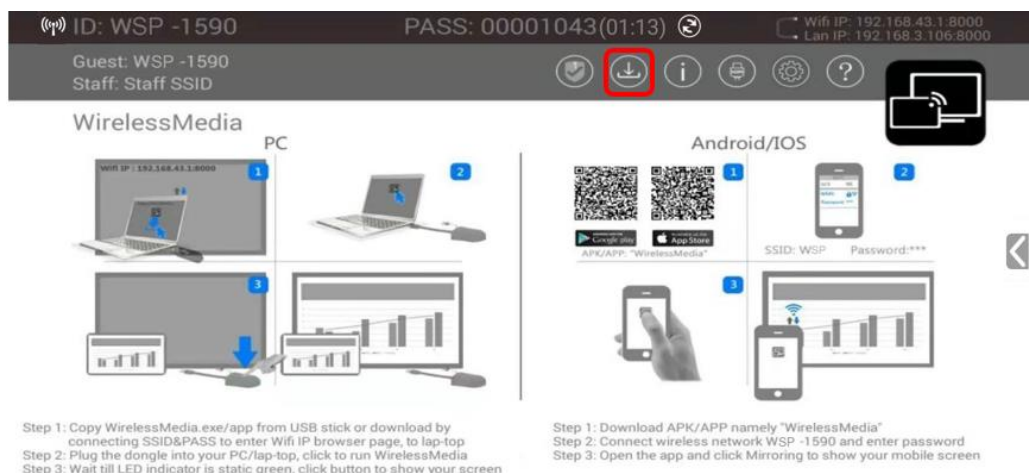 ID: WSP -1590
PASS: 00001043(01:13)
Wifi IP: 192.168.43.1:8000
Lan IP: 192.168.3.106:8000
Guest: WSP -1590
Staff: Staff SSID
WirelessMedia
PC
Wifi IP : 192.168.43.1:8000
1
2
3
Step 1: Copy WirelessMedia.exe/app from USB stick or download by
connecting SSID&PASS to enter Wifi IP browser page, to lap-top
Step 2: Plug the dongle into your PC/lap-top, click to run WirelessMedia
Step 3: Wait till LED indicator is static green, click button to show your screen
Android/IOS
1
Google play
App Store
APK/APP: "WirelessMedia"
2
SSID: WSP Password:***
3
Step 1: Download APK/APP namely "WirelessMedia"
Step 2: Connect wireless network WSP -1590 and enter password
Step 3: Open the app and click Mirroring to show your mobile screen